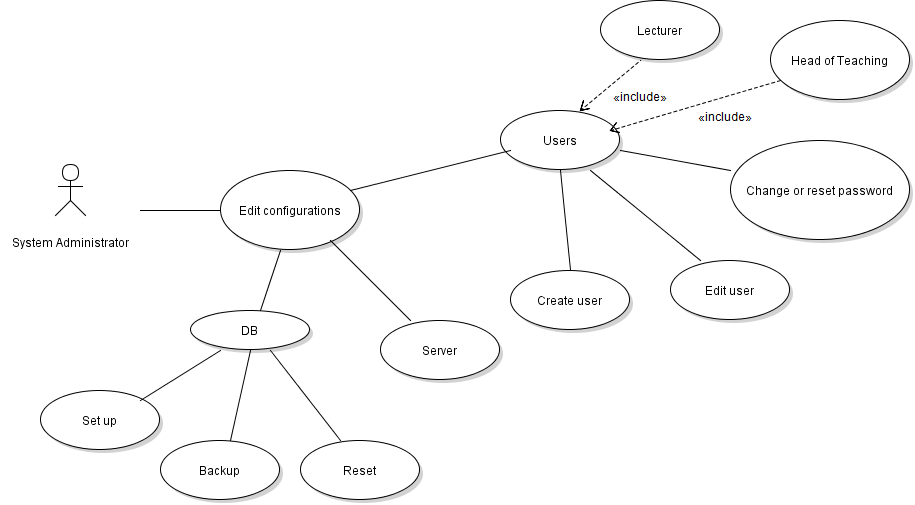 Lecturer
Head of Teaching
«include»
«include»
Users
Change or reset password
Edit configurations
System Administrator
Create user
Edit user
DB
Server
Set up
Backup
Reset